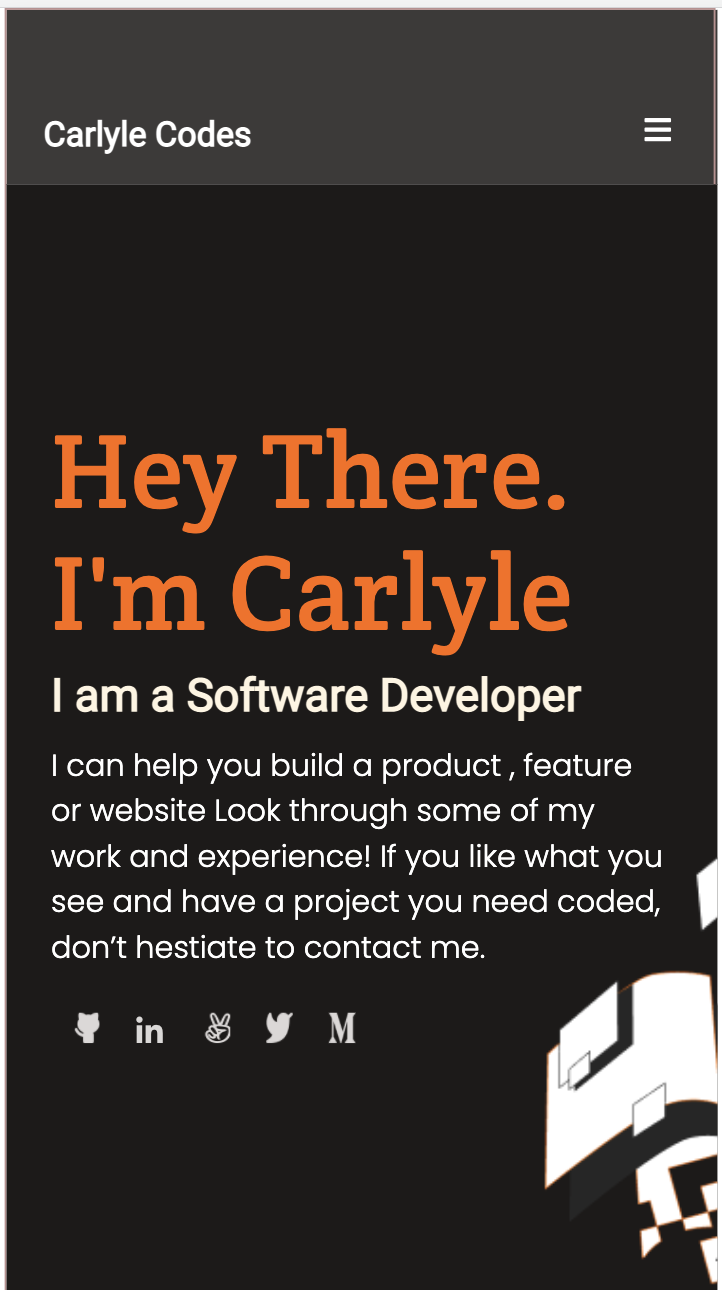 Carlyle Codes
Hey There.
I'm Carlyle
I am a Software Developer
I can help you build a product , feature
or website Look through some of my
work and experience! If you like what you
see and have a project you need coded,
don’t hestiate to contact me.
in
M